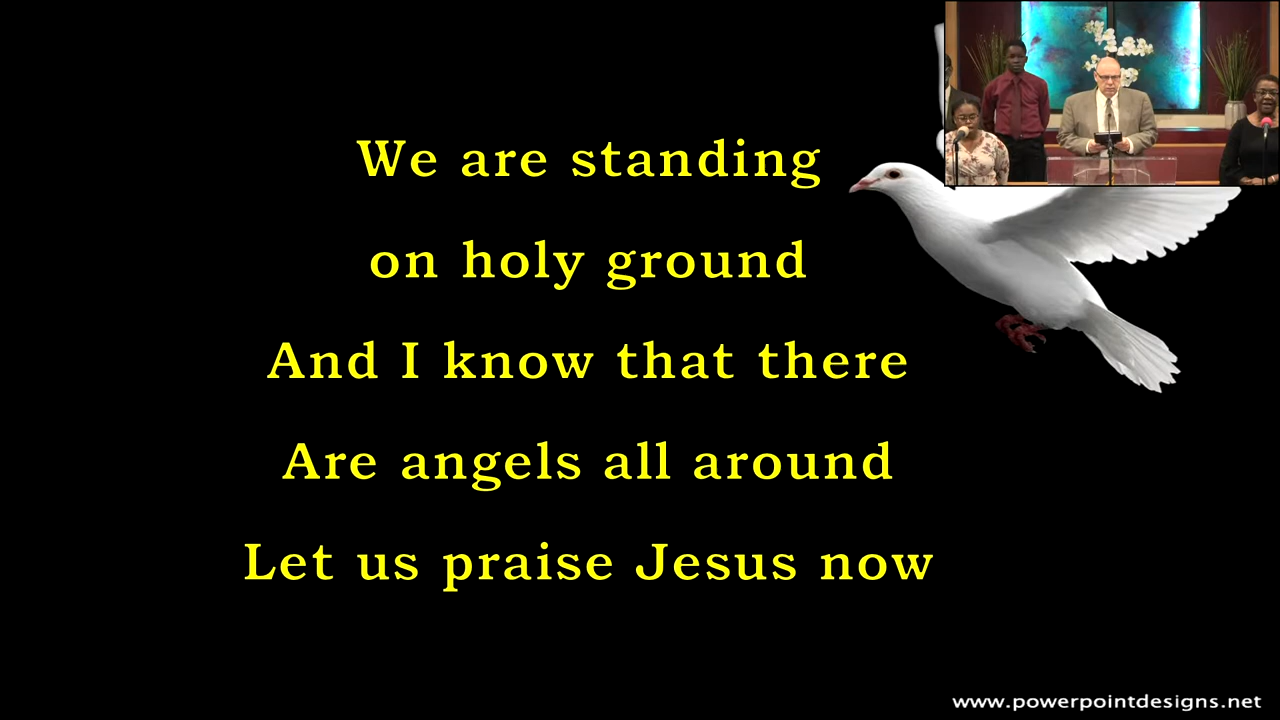 We are standing
on holy ground
And I know that there
Are angels all around
Let us praise Jesus now
www.powerpointdesigns.net